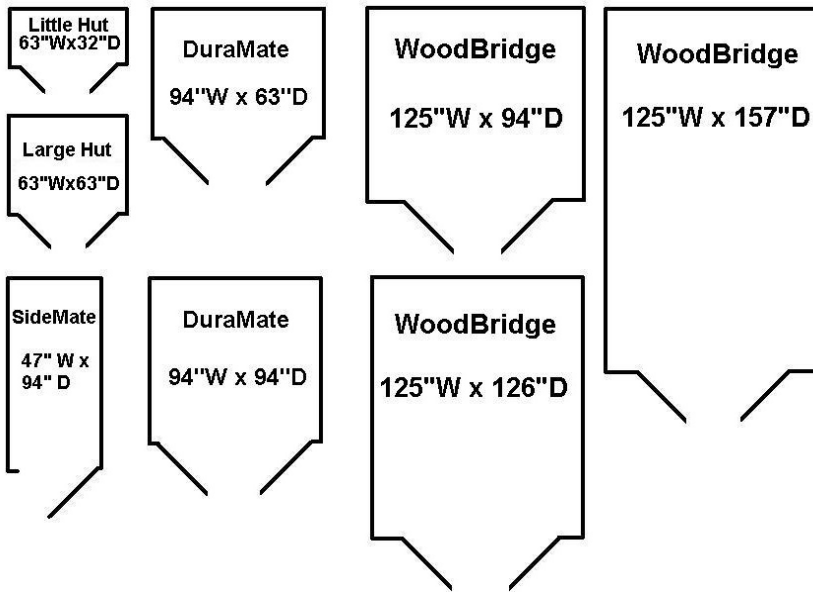 Little Hut
63"Wx32"D
DuraMate
94"W x 63"D
WoodBridge
125"W x 94"D
WoodBridge
125"W x 157"D
Large Hut
63"Wx63"D
SideMate
47" W x
94" D
DuraMate
94"W x 94"D
WoodBridge
125"W x 126"D